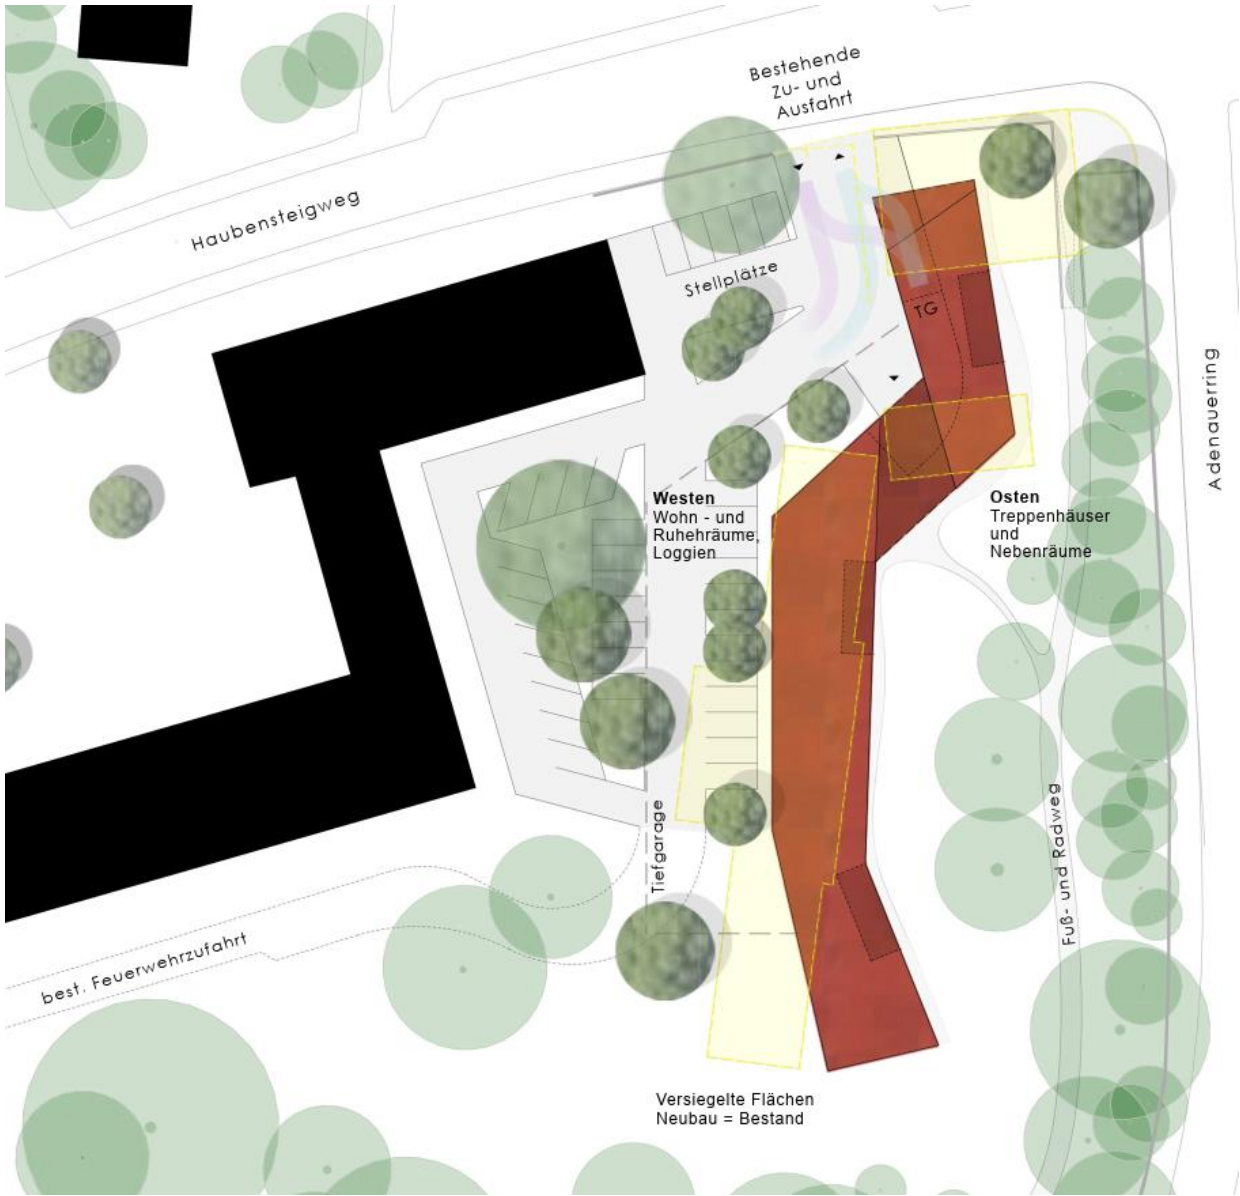 Bestehende
zu- und
Ausfahrt
Haubensteigweg
Stellplätze
TG
Adenauerring
Westen
Wohn - und
Ruhehräume,
Loggien
Osten
Treppenhäuser
und
Nebenräume
Tiefgarage
Fuß- und Radweg
best. Feuerwehrzufahrt
Versiegelte Flächen
Neubau = Bestand